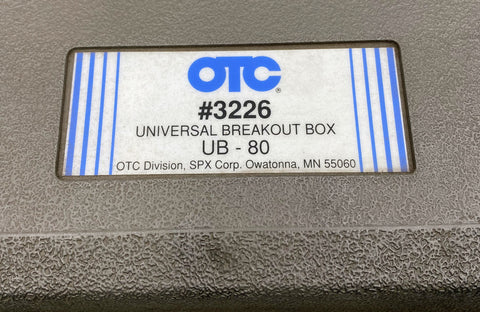 OTC®
#3226
UNIVERSAL BREAKOUT BOX
UB - 80
OTC Division, SPX Corp. Owatonna, MN 55060